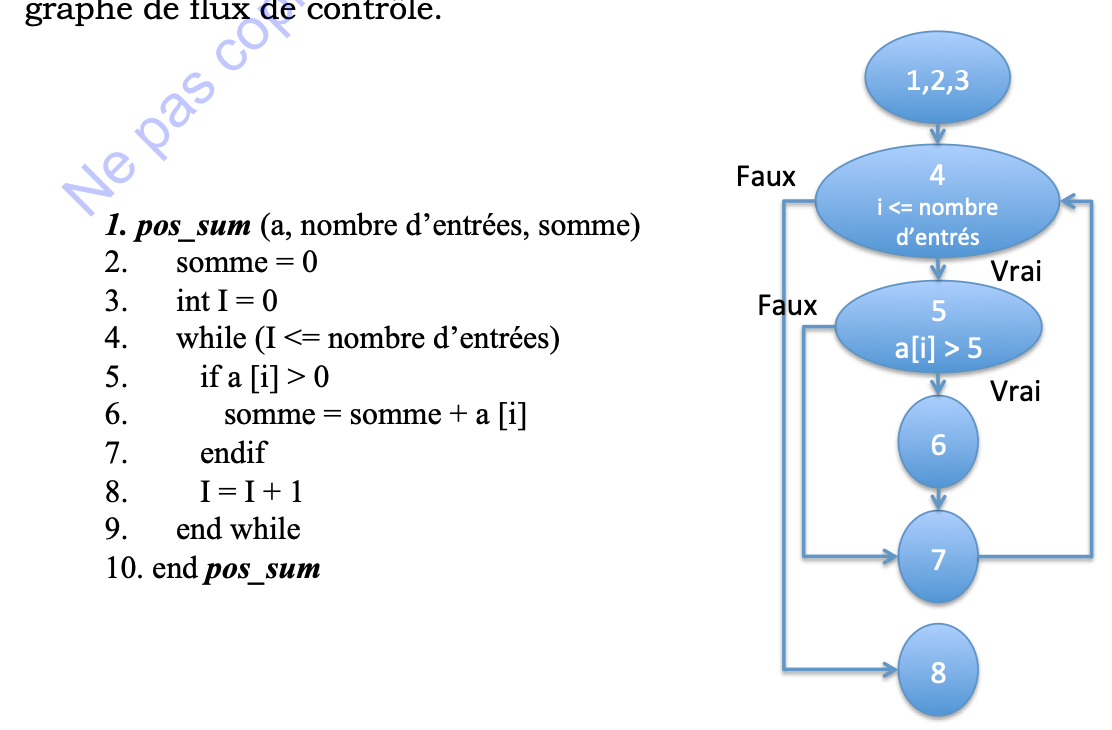 graphe de flux de contrôle.
Ne pas cop
1. pos_sum (a, nombre d’entrées, somme)
2. somme = 0
3. int I = 0
4. while (I <= nombre d’entrées)
5. if a [i] > 0
6. somme = somme + a [i]
7. endif
8. I = I + 1
9. end while
10. end pos_sum
1,2,3
Faux
4
i <= nombre
d’entrés
Vrai
Faux
5
a[i] > 5
Vrai
6
7
8